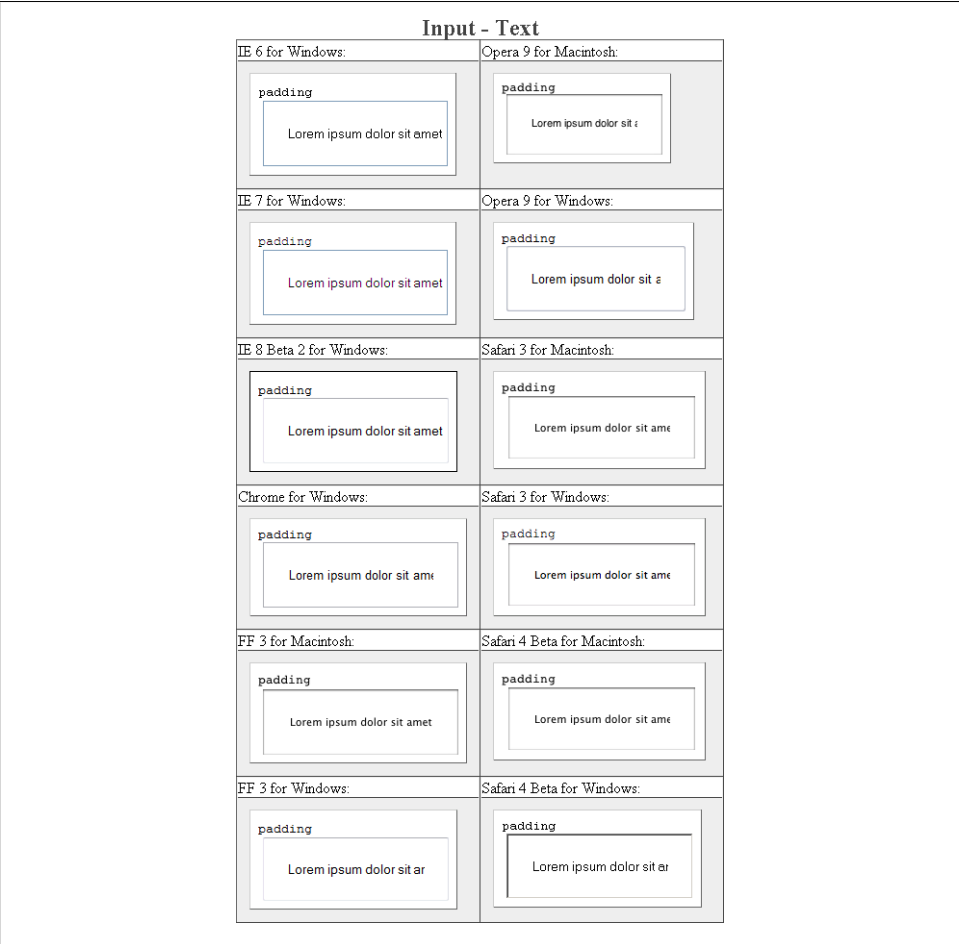 Input - Text
IE 6 for Windows:
padding
Lorem ipsum dolor sit amet
Opera 9 for Macintosh:
padding
Lorem ipsum dolor sit a
IE 7 for Windows:
padding
Lorem ipsum dolor sit amet
Opera 9 for Windows:
padding
Lorem ipsum dolor sit a
IE 8 Beta 2 for Windows:
padding
Lorem ipsum dolor sit amet
Safari 3 for Macintosh:
padding
Lorem ipsum dolor sit ame
Chrome for Windows:
padding
Lorem ipsum dolor sit ame
Safari 3 for Windows:
padding
Lorem ipsum dolor sit ame
FF 3 for Macintosh:
padding
Lorem ipsum dolor sit amet
Safari 4 Beta for Macintosh:
padding
Lorem ipsum dolor sit ame
FF 3 for Windows:
padding
Lorem ipsum dolor sit ar
Safari 4 Beta for Windows:
padding
Lorem ipsum dolor sit ar